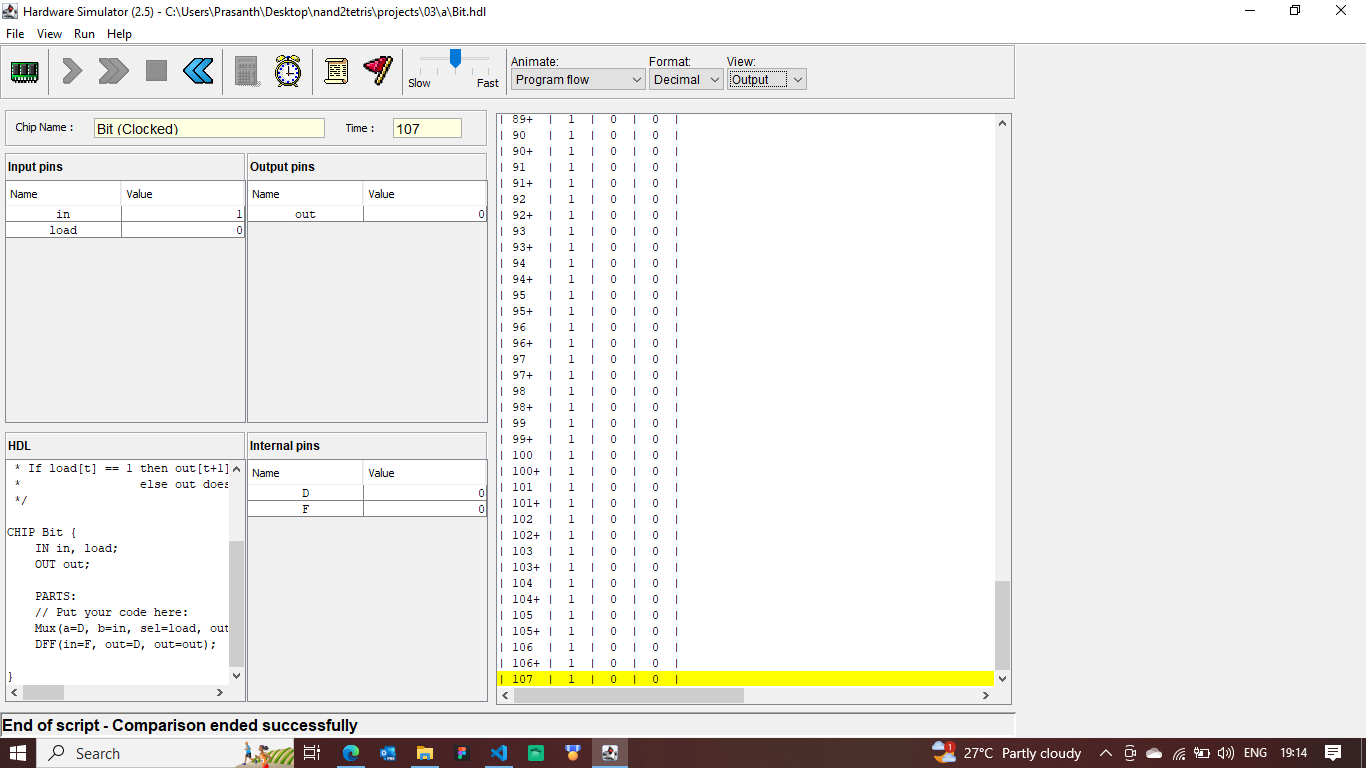 Hardware Simulator (2.5) - C:\Users\Prasanth\Desktop\nand2tetris\projects\03\a\Bit.hdl
File View Run Help
Slow Fast
Animate: Format: View:
Program flow Decimal Output
Chip Name : Bit (Clocked) Time : 107
Input pins
Name Value
in 1
load 0
Output pins
Name Value
out 0
HDL
* If load[t] == 1 then out[t+1]
* else out does
*/
CHIP Bit {
IN in, load;
OUT out;
PARTS:
// Put your code here:
Mux(a=D, b=in, sel=load, out
DFF(in=F, out=D, out=out);
}
Internal pins
Name Value
D 0
F 0
| 89+ | 1 | 0 | 0 |
| 90 | 1 | 0 | 0 |
| 90+ | 1 | 0 | 0 |
| 91 | 1 | 0 | 0 |
| 91+ | 1 | 0 | 0 |
| 92 | 1 | 0 | 0 |
| 92+ | 1 | 0 | 0 |
| 93 | 1 | 0 | 0 |
| 93+ | 1 | 0 | 0 |
| 94 | 1 | 0 | 0 |
| 94+ | 1 | 0 | 0 |
| 95 | 1 | 0 | 0 |
| 95+ | 1 | 0 | 0 |
| 96 | 1 | 0 | 0 |
| 96+ | 1 | 0 | 0 |
| 97 | 1 | 0 | 0 |
| 97+ | 1 | 0 | 0 |
| 98 | 1 | 0 | 0 |
| 98+ | 1 | 0 | 0 |
| 99 | 1 | 0 | 0 |
| 99+ | 1 | 0 | 0 |
| 100 | 1 | 0 | 0 |
| 100+ | 1 | 0 | 0 |
| 101 | 1 | 0 | 0 |
| 101+ | 1 | 0 | 0 |
| 102 | 1 | 0 | 0 |
| 102+ | 1 | 0 | 0 |
| 103 | 1 | 0 | 0 |
| 103+ | 1 | 0 | 0 |
| 104 | 1 | 0 | 0 |
| 104+ | 1 | 0 | 0 |
| 105 | 1 | 0 | 0 |
| 105+ | 1 | 0 | 0 |
| 106 | 1 | 0 | 0 |
| 106+ | 1 | 0 | 0 |
| 107 | 1 | 0 | 0 |
End of script - Comparison ended successfully
Search 1 27°C Partly cloudy ENG 19:14